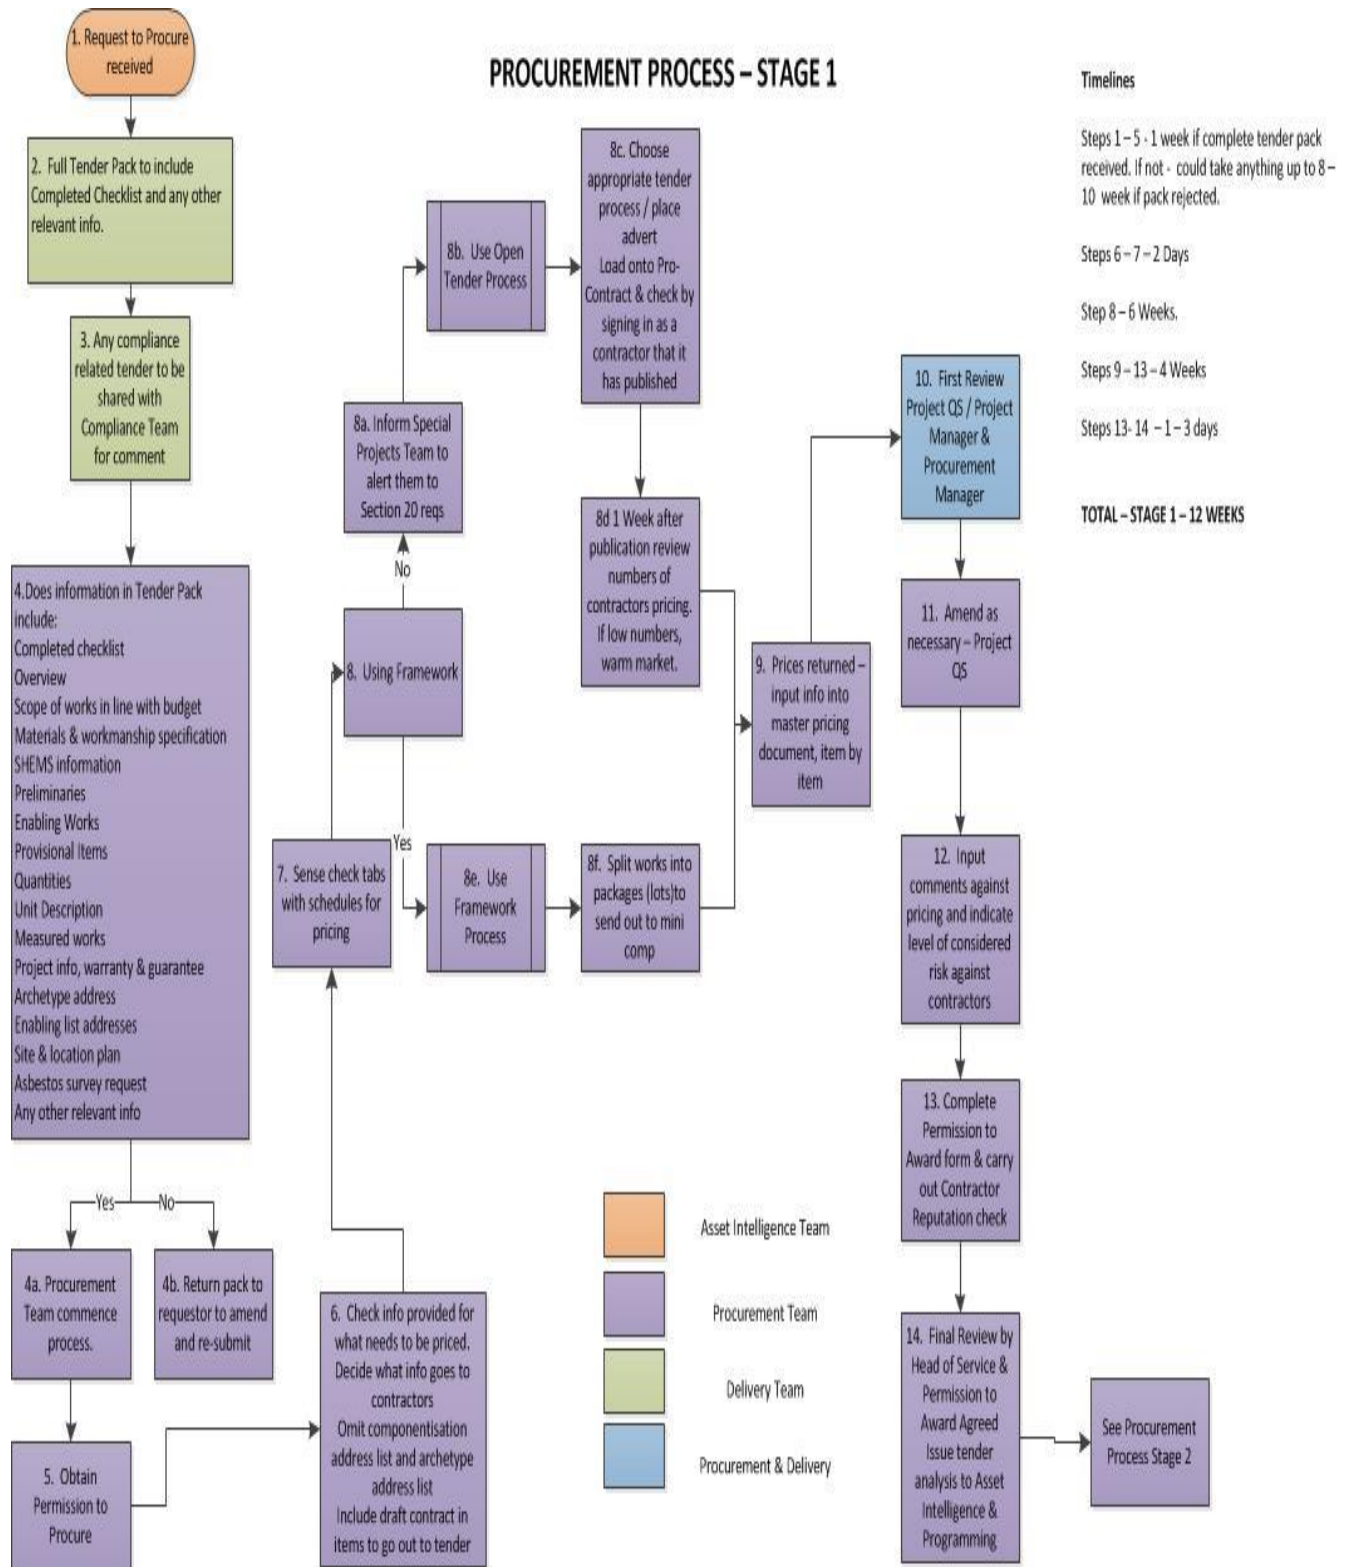 1. Request to Procure
received
PROCUREMENT PROCESS – STAGE 1
2. Full Tender Pack to include
Completed Checklist and any other
relevant info.
3. Any compliance
related tender to be
shared with
Compliance Team
for comment
4.Does information in Tender Pack
include:
Completed checklist
Overview
Scope of works in line with budget
Materials & workmanship specification
SHEMS information
Preliminaries
Enabling Works
Provisional Items
Quantities
Unit Description
Measured works
Project info, warranty & guarantee
Archetype address
Enabling list addresses
Site & location plan
Asbestos survey request
Any other relevant info
Yes
No
4a. Procurement
Team commence
process.
4b. Return pack to
requestor to amend
and re-submit
5. Obtain
Permission to
Procure
6. Check info provided for
what needs to be priced.
Decide what info goes to
contractors
Omit componentisation
address list and archetype
address list
Include draft contract in
items to go out to tender
7. Sense check tabs
with schedules for
pricing
8. Using Framework
No
Yes
8a. Inform Special
Projects Team to
alert them to
Section 20 reqs
8b. Use Open
Tender Process
8c. Choose
appropriate tender
process / place
advert
Load onto Pro-
Contract & check by
signing in as a
contractor that it
has published
8d 1 Week after
publication review
numbers of
contractors pricing.
If low numbers,
warm market.
8e. Use
Framework
Process
8f. Split works into
packages (lots)to
send out to mini
comp
9. Prices returned –
input info into
master pricing
document, item by
item
10. First Review
Project QS / Project
Manager &
Procurement
Manager
11. Amend as
necessary – Project
QS
12. Input
comments against
pricing and indicate
level of considered
risk against
contractors
13. Complete
Permission to
Award form & carry
out Contractor
Reputation check
14. Final Review by
Head of Service &
Permission to
Award Agreed
Issue tender
analysis to Asset
Intelligence &
Programming
See Procurement
Process Stage 2
Timelines
Steps 1 – 5 - 1 week if complete tender pack
received. If not - could take anything up to 8 –
10 week if pack rejected.
Steps 6 – 7 – 2 Days
Step 8 – 6 Weeks.
Steps 9 – 13 – 4 Weeks
Steps 13- 14 – 1 – 3 days
TOTAL – STAGE 1 – 12 WEEKS
Asset Intelligence Team
Procurement Team
Delivery Team
Procurement & Delivery